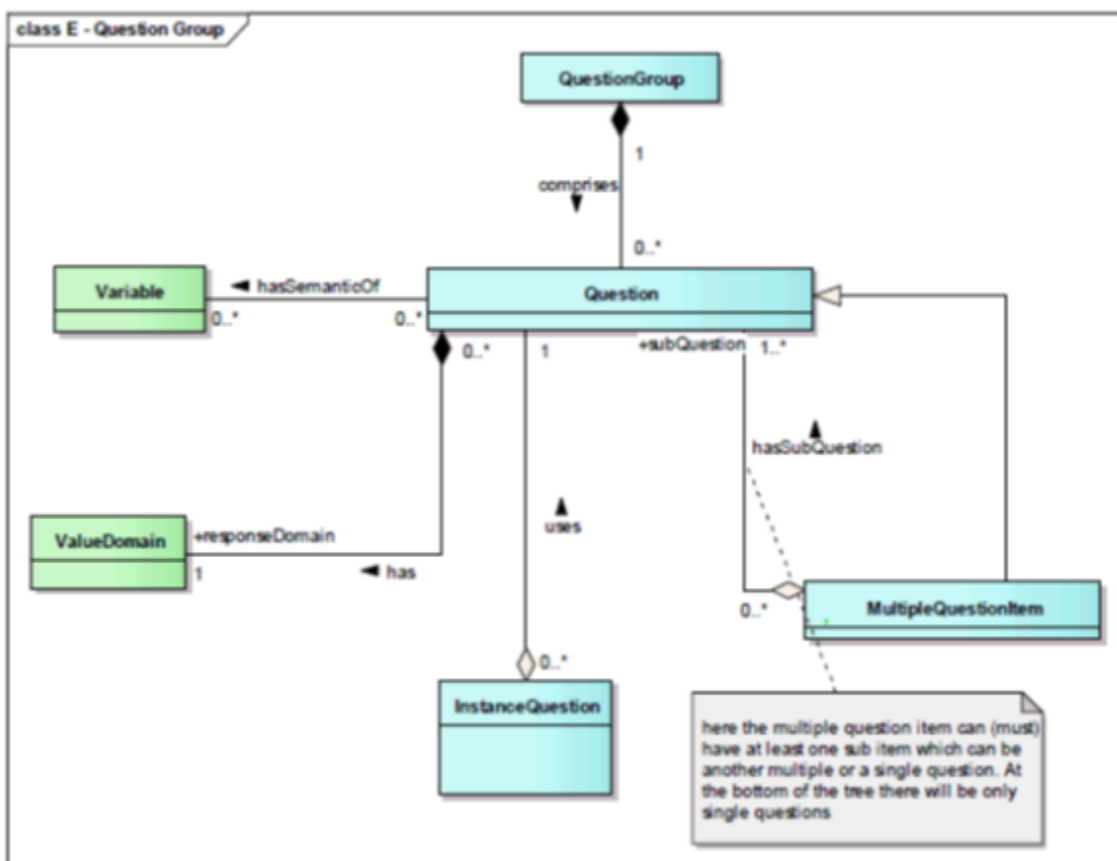 class E - Question Group
QuestionGroup
1
comprises
0..*
Variable
hasSemanticOf
0..*
0..*
Question
0..*
1
+subQuestion
1..*
hasSubQuestion
ValueDomain
+responseDomain
1
has
uses
0..*
MultipleQuestionItem
0..*
InstanceQuestion
here the multiple question item can (must)
have at least one sub item which can be
another multiple or a single question. At
the bottom of the tree there will be only
single questions